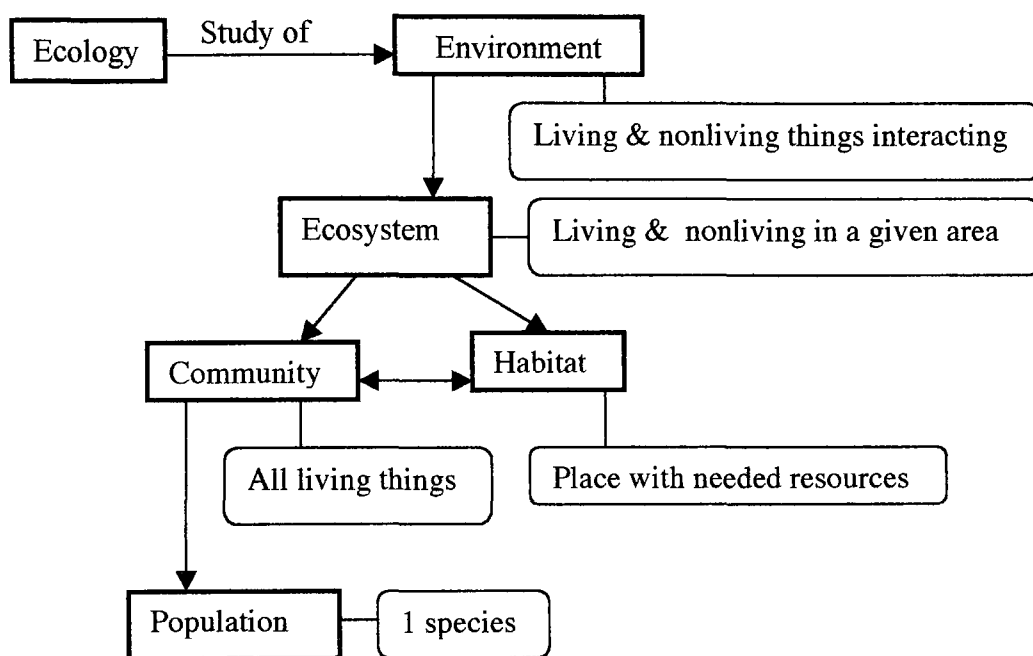 Ecology
Study of
Environment
Living & nonliving things interacting
Ecosystem
Living & nonliving in a given area
Community
Habitat
All living things
Place with needed resources
Population
1 species